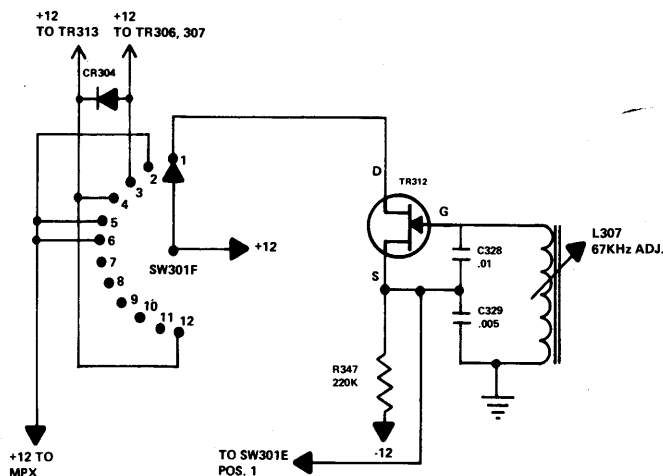 +12
TO TR313
+12
TO TR306, 307
CR304
1
2
3
4
5
6
7
8
9
10
11
12
SW301F
+12
D
TR312
G
S
C328
.01
C329
.005
L307
67KHz ADJ.
R347
220K
-12
+12 TO
MPX
TO SW301E
POS. 1